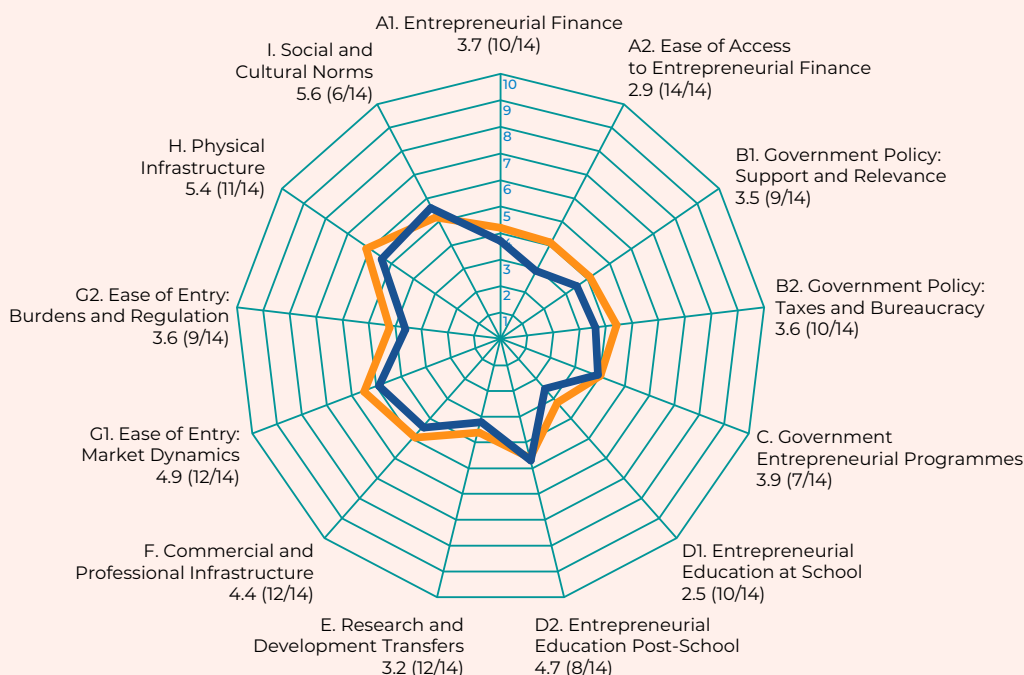 A1. Entrepreneurial Finance
3.7 (10/14)
A2. Ease of Access
to Entrepreneurial Finance
2.9 (14/14)
B1. Government Policy:
Support and Relevance
3.5 (9/14)
B2. Government Policy:
Taxes and Bureaucracy
3.6 (10/14)
C. Government
Entrepreneurial Programmes
3.9 (7/14)
D1. Entrepreneurial
Education at School
2.5 (10/14)
D2. Entrepreneurial
Education Post-School
4.7 (8/14)
E. Research and
Development Transfers
3.2 (12/14)
F. Commercial and
Professional Infrastructure
4.4 (12/14)
G1. Ease of Entry:
Market Dynamics
4.9 (12/14)
G2. Ease of Entry:
Burdens and Regulation
3.6 (9/14)
H. Physical
Infrastructure
5.4 (11/14)
I. Social and
Cultural Norms
5.6 (6/14)
10
9
8
7
6
5
3
2
1